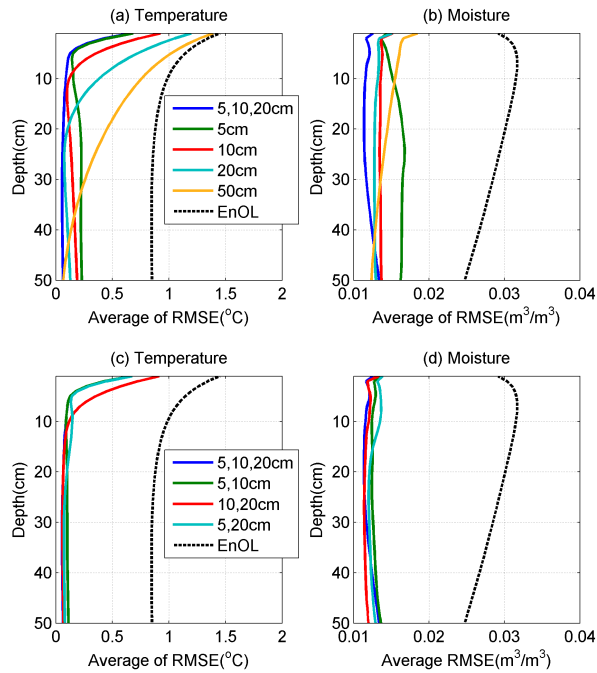 (a) Temperature
(b) Moisture
Depth(cm)
10
20
30
40
50
0
0.5
1
1.5
2
Average of RMSE(°C)
5,10,20cm
5cm
10cm
20cm
50cm
EnOL
Depth(cm)
10
20
30
40
50
0.01
0.02
0.03
0.04
Average of RMSE(m³/m³)
(c) Temperature
(d) Moisture
Depth(cm)
10
20
30
40
50
0
0.5
1
1.5
2
Average of RMSE(°C)
5,10,20cm
5,10cm
10,20cm
5,20cm
EnOL
Depth(cm)
10
20
30
40
50
0.01
0.02
0.03
0.04
Average RMSE(m³/m³)